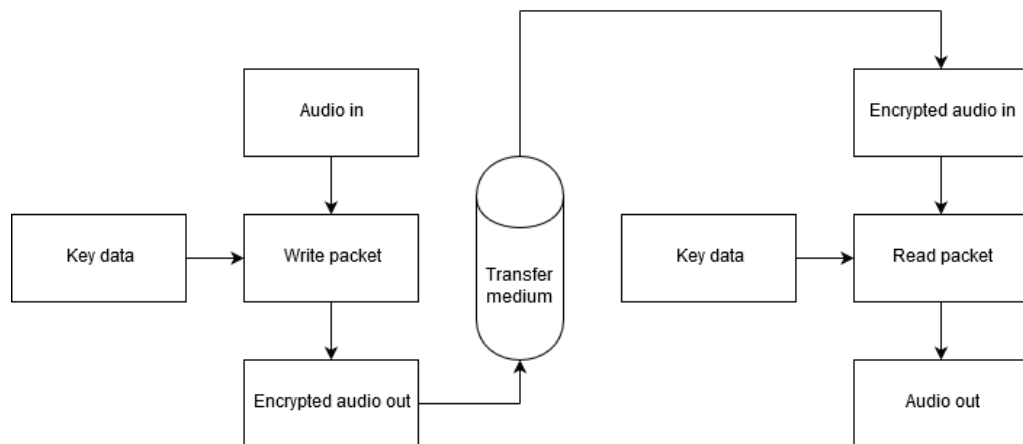 Audio in
Encrypted audio in
Key data
Write packet
Transfer
medium
Key data
Read packet
Encrypted audio out
Audio out